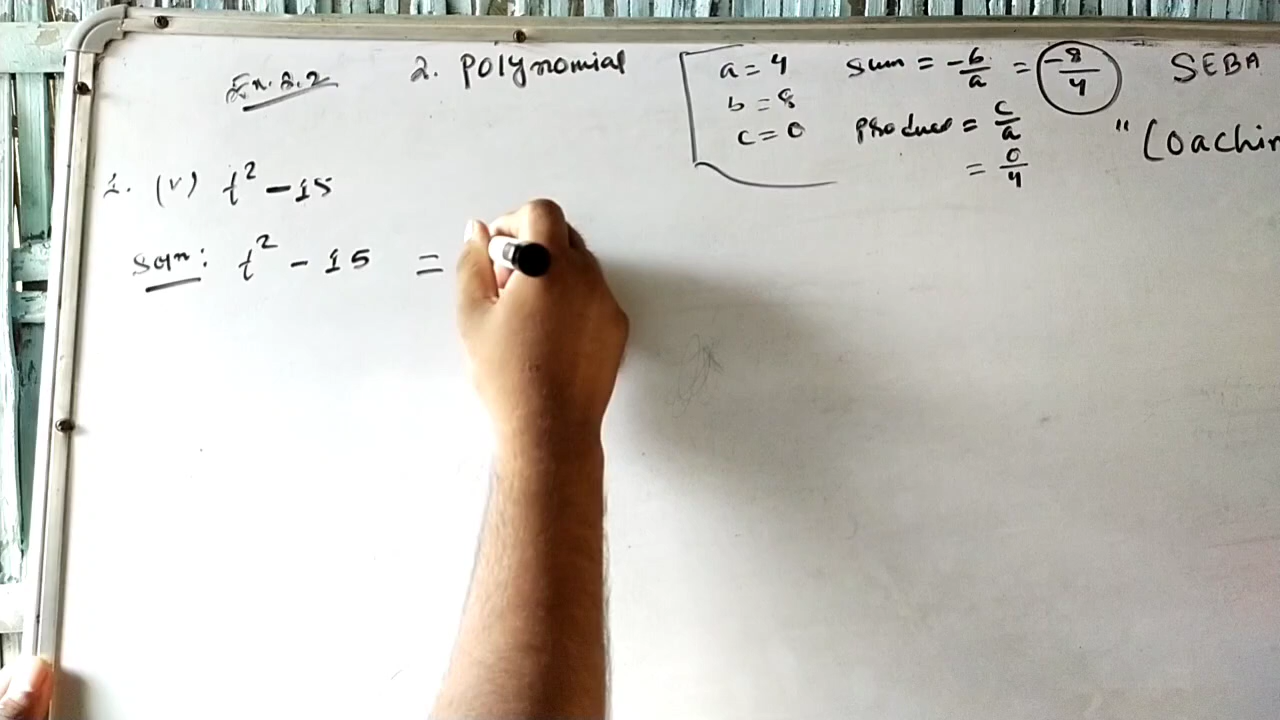 Ex. 2.2
2. Polynomial
a = 4
b = 8
c = 0
sum = -b/a = -8/4
product = c/a
= 0/4
SEBA
"Coachin
1. (v) t² - 15
Soln: t² - 15 =